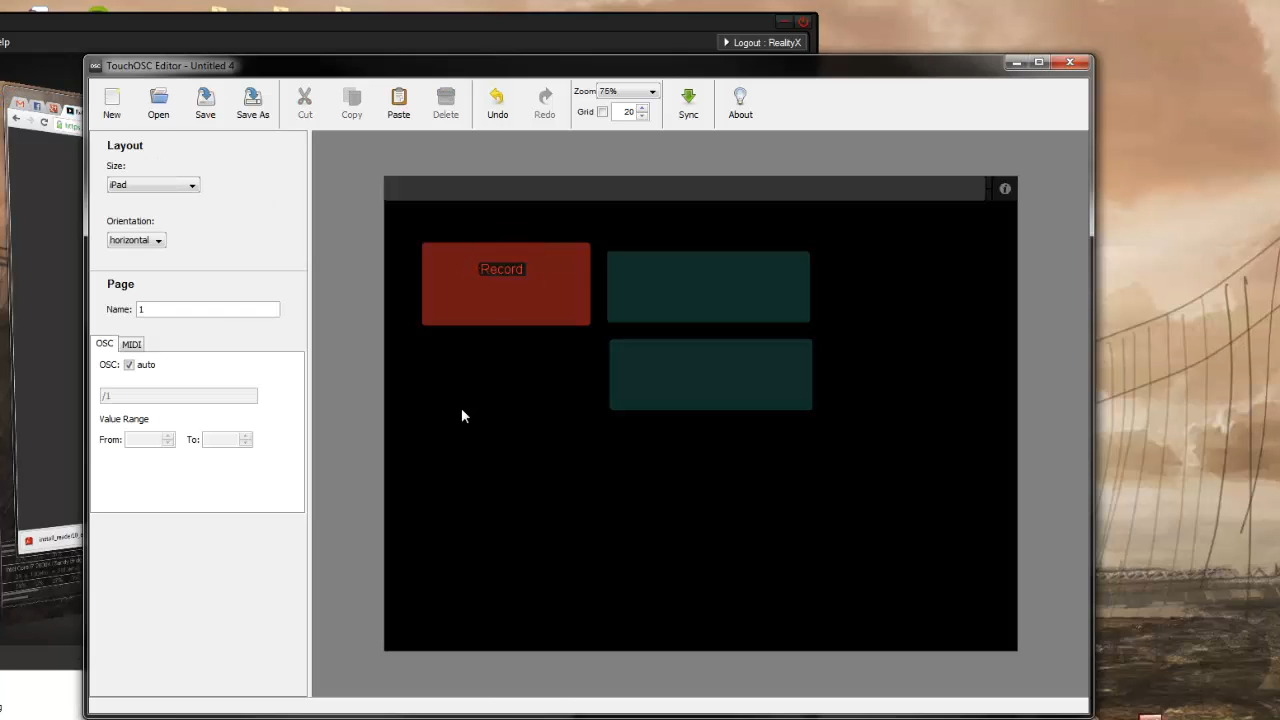 elp
Logout : RealityX
OSC TouchOSC Editor - Untitled 4
New Open Save Save As Cut Copy Paste Delete Undo Redo Zoom 75% Grid 20 Sync About
Layout
Size:
iPad
Orientation:
horizontal
Page
Name: 1
OSC MIDI
OSC: auto
/1
Value Range
From: To:
Record